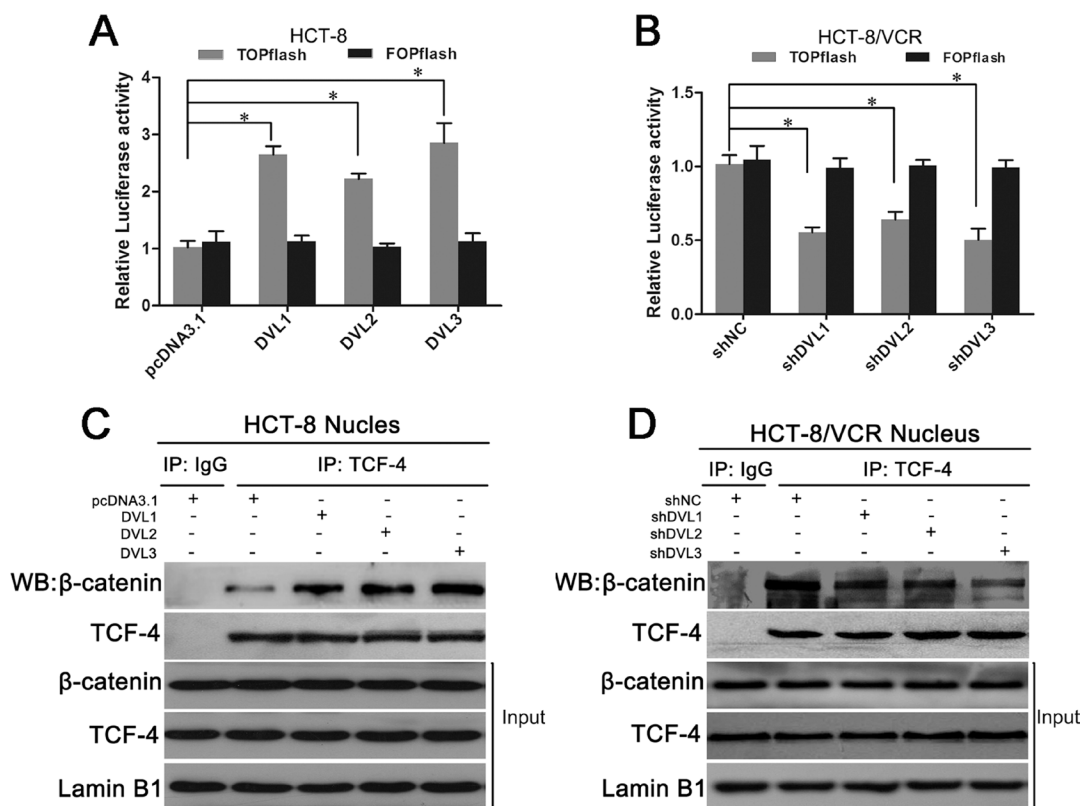 A
HCT-8
TOPflash FOPflash
Relative Luciferase activity
4
3
2
1
0
* * *
pcDNA3.1 DVL1 DVL2 DVL3
B
HCT-8/VCR
TOPflash FOPflash
Relative Luciferase activity
1.5
1.0
0.5
0.0
* * *
shNC shDVL1 shDVL2 shDVL3
C
HCT-8 Nucles
IP: IgG IP: TCF-4
pcDNA3.1 + + - - -
DVL1 - - + - -
DVL2 - - - + -
DVL3 - - - - +
WB:β-catenin
TCF-4
β-catenin
TCF-4
Lamin B1
Input
D
HCT-8/VCR Nucleus
IP: IgG IP: TCF-4
shNC + + - - -
shDVL1 - - + - -
shDVL2 - - - + -
shDVL3 - - - - +
WB:β-catenin
TCF-4
β-catenin
TCF-4
Lamin B1
Input